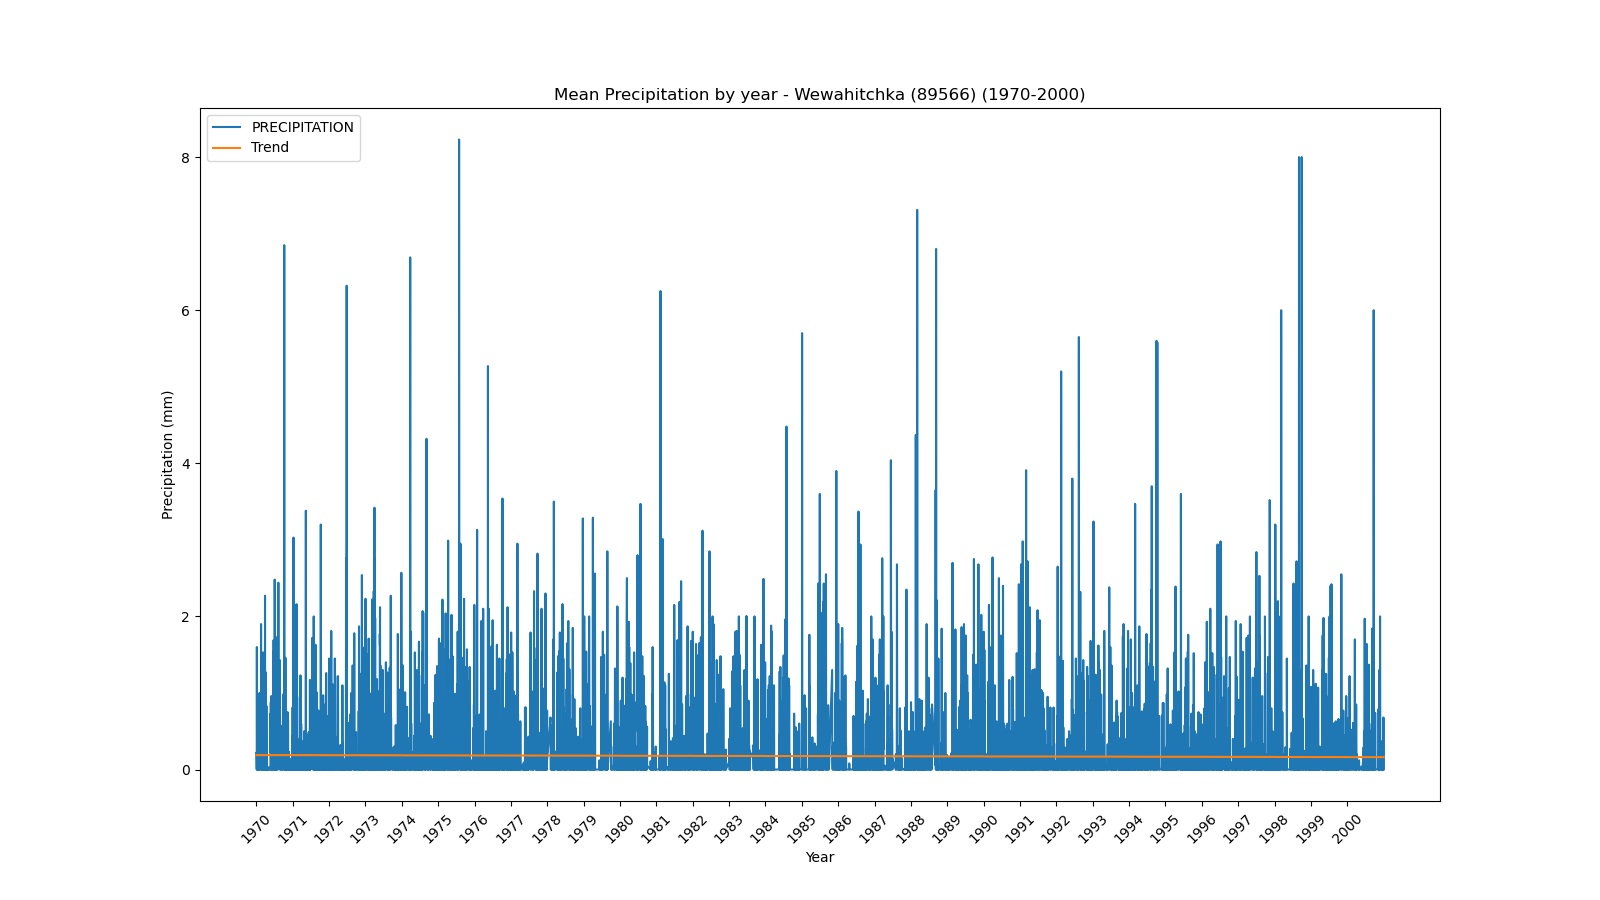 Mean Precipitation by year - Wewahitchka (89566) (1970-2000)
PRECIPITATION
Trend
8
6
4
2
0
Precipitation (mm)
1970 1971 1972 1973 1974 1975 1976 1977 1978 1979 1980 1981 1982 1983 1984 1985 1986 1987 1988 1989 1990 1991 1992 1993 1994 1995 1996 1997 1998 1999 2000
Year